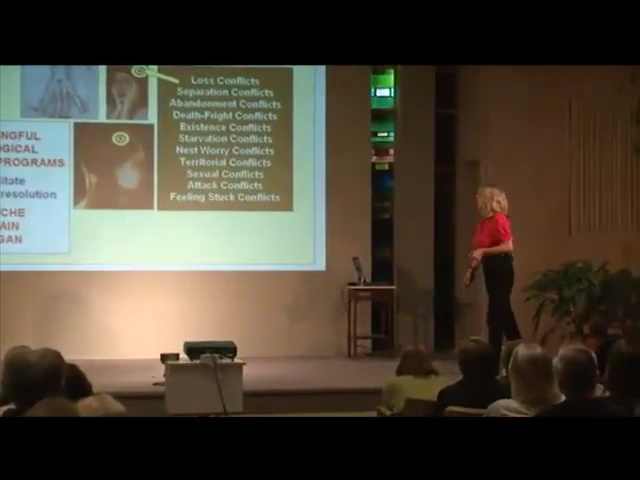 NGFUL
OGICAL
PROGRAMS
itate
resolution
CHE
AIN
GAN
Loss Conflicts
Separation Conflicts
Abandonment Conflicts
Death-Fright Conflicts
Existence Conflicts
Starvation Conflicts
Nest Worry Conflicts
Territorial Conflicts
Sexual Conflicts
Attack Conflicts
Feeling Stuck Conflicts